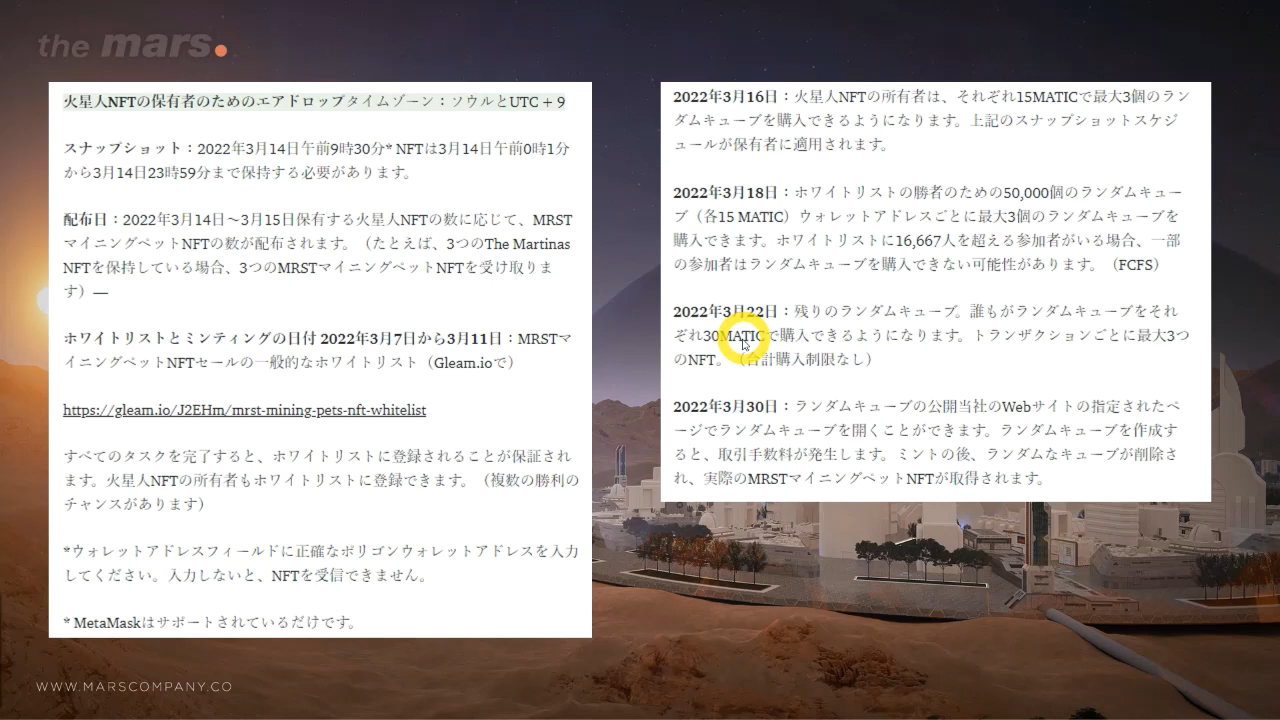 the mars.
火星人NFTの保有者のためのエアドロップタイムゾーン：ソウルとUTC + 9
スナップショット：2022年3月14日午前9時30分* NFTは3月14日午前0時1分
から3月14日23時59分まで保持する必要があります。
配布日：2022年3月14日〜3月15日保有する火星人NFTの数に応じて、MRST
マイニングペットNFTの数が配布されます。（たとえば、3つのThe Martinas
NFTを保持している場合、3つのMRSTマイニングペットNFTを受け取りま
す）—
ホワイトリストとミンティングの日付 2022年3月7日から3月11日：MRSTマ
イニングペットNFTセールの一般的なホワイトリスト（Gleam.ioで）
https://gleam.io/J2EHm/mrst-mining-pets-nft-whitelist
すべてのタスクを完了すると、ホワイトリストに登録されることが保証され
ます。火星人NFTの所有者もホワイトリストに登録できます。（複数の勝利の
チャンスがあります）
*ウォレットアドレスフィールドに正確なポリゴンウォレットアドレスを入力
してください。入力しないと、NFTを受信できません。
* MetaMaskはサポートされているだけです。
2022年3月16日：火星人NFTの所有者は、それぞれ15MATICで最大3個のラン
ダムキューブを購入できるようになります。上記のスナップショットスケジ
ュールが保有者に適用されます。
2022年3月18日：ホワイトリストの勝者のための50,000個のランダムキュー
ブ（各15 MATIC）ウォレットアドレスごとに最大3個のランダムキューブを
購入できます。ホワイトリストに16,667人を超える参加者がいる場合、一部
の参加者はランダムキューブを購入できない可能性があります。（FCFS）
2022年3月22日：残りのランダムキューブ。誰もがランダムキューブをそれ
ぞれ30MATICで購入できるようになります。トランザクションごとに最大3つ
のNFT。（合計購入制限なし）
2022年3月30日：ランダムキューブの公開当社のWebサイトの指定されたペ
ージでランダムキューブを開くことができます。ランダムキューブを作成す
ると、取引手数料が発生します。ミントの後、ランダムなキューブが削除さ
れ、実際のMRSTマイニングペットNFTが取得されます。
WWW.MARSCOMPANY.CO